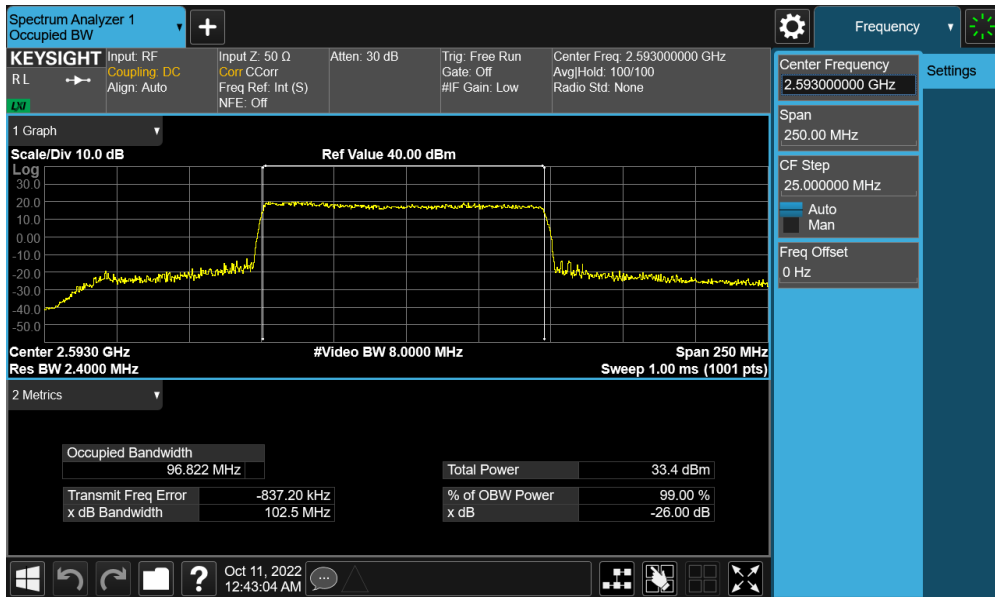 Spectrum Analyzer 1
Occupied BW
Frequency
KEYSIGHT
R L
LXI
Input: RF
Coupling: DC
Align: Auto
Input Z: 50 Ω
Corr CCorr
Freq Ref: Int (S)
NFE: Off
Atten: 30 dB
Trig: Free Run
Gate: Off
#IF Gain: Low
Center Freq: 2.593000000 GHz
Avg|Hold: 100/100
Radio Std: None
Center Frequency
2.593000000 GHz
Settings
Span
250.00 MHz
CF Step
25.000000 MHz
Auto
Man
Freq Offset
0 Hz
1 Graph
Scale/Div 10.0 dB
Ref Value 40.00 dBm
Log
30.0
20.0
10.0
0.00
-10.0
-20.0
-30.0
-40.0
-50.0
Center 2.5930 GHz
#Video BW 8.0000 MHz
Span 250 MHz
Res BW 2.4000 MHz
Sweep 1.00 ms (1001 pts)
2 Metrics
Occupied Bandwidth
96.822 MHz
Total Power 33.4 dBm
Transmit Freq Error -837.20 kHz
% of OBW Power 99.00 %
x dB Bandwidth 102.5 MHz
x dB -26.00 dB
?
Oct 11, 2022
12:43:04 AM